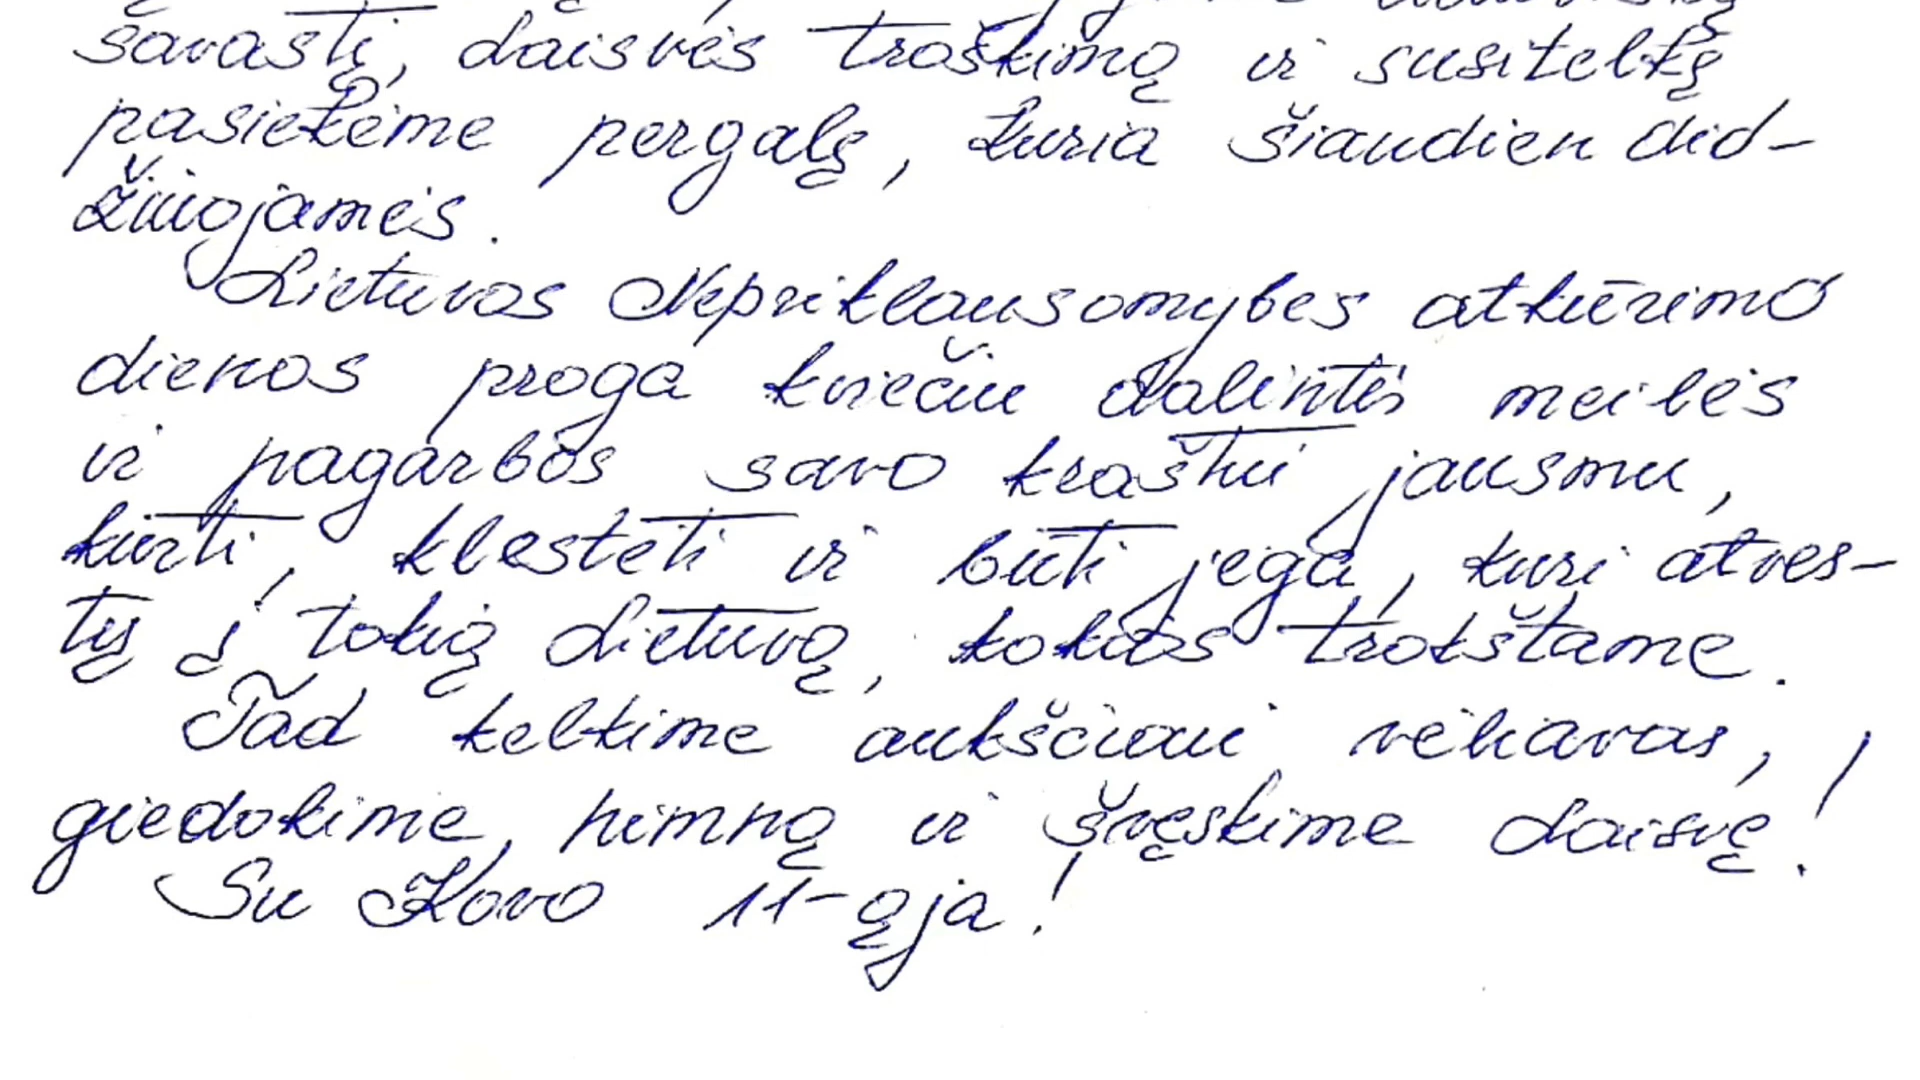 savastį, laisvės troškimą ir susitelkę
pasiekėme pergalę, kuria šiandien did-
žiuojamės.
Lietuvos Nepriklausomybės atkūrimo
dienos proga kviečiu dalintis meilės
ir pagarbos savo kraštui jausmu,
kurti, klestėti ir būti jėga, kuri atves-
tų į tokią Lietuvą, kokios trokštame.
Tad kelkime aukščiau vėliavas,
giedokime himną ir švęskime laisvę!
Su Kovo 11-ąja!